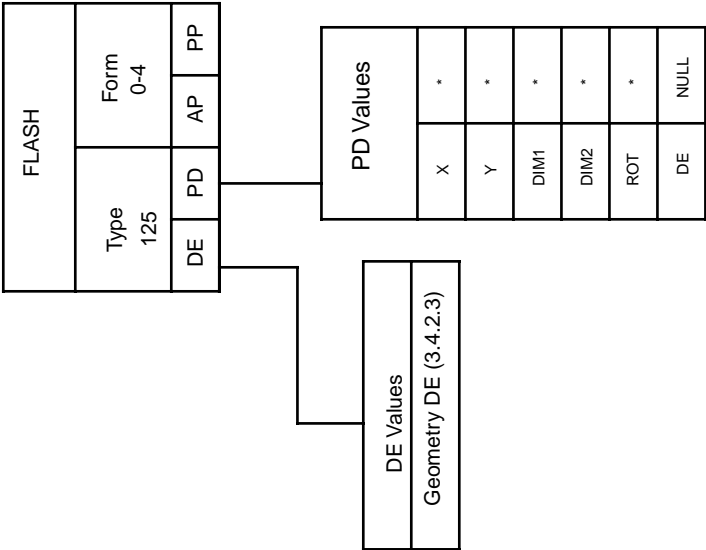 FLASH
Type
125
Form
0-4
DE
PD
AP
PP
DE Values
Geometry DE (3.4.2.3)
PD Values
X *
Y *
DIM1 *
DIM2 *
ROT *
DE NULL